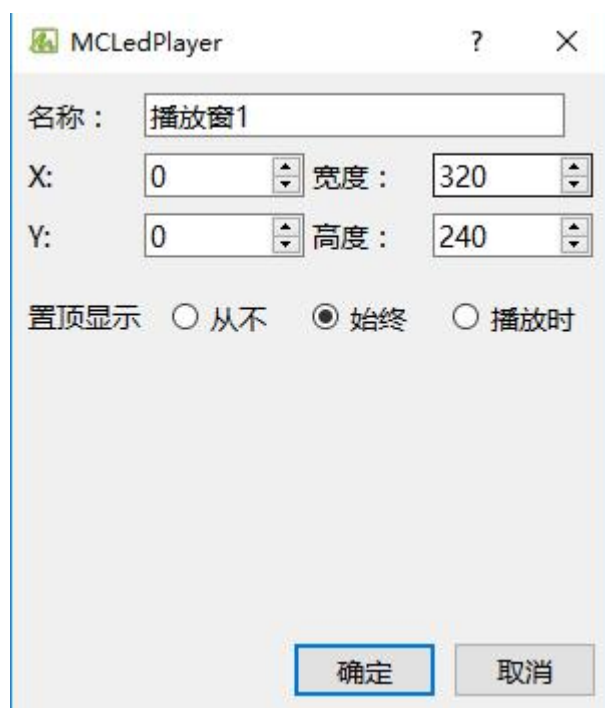 MCLedPlayer ?
名称： 播放窗1
X: 0 宽度： 320
Y: 0 高度： 240
置顶显示 从不 始终 播放时
确定 取消